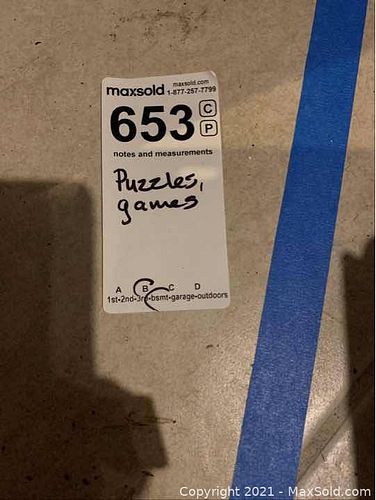 maxsold.com
maxsold 1-877-257-7799
653 C
P
notes and measurements
Puzzles,
games
A B C D
1st-2nd-3rd-bsmt-garage-outdoors
Copyright 2021 - MaxSold.com